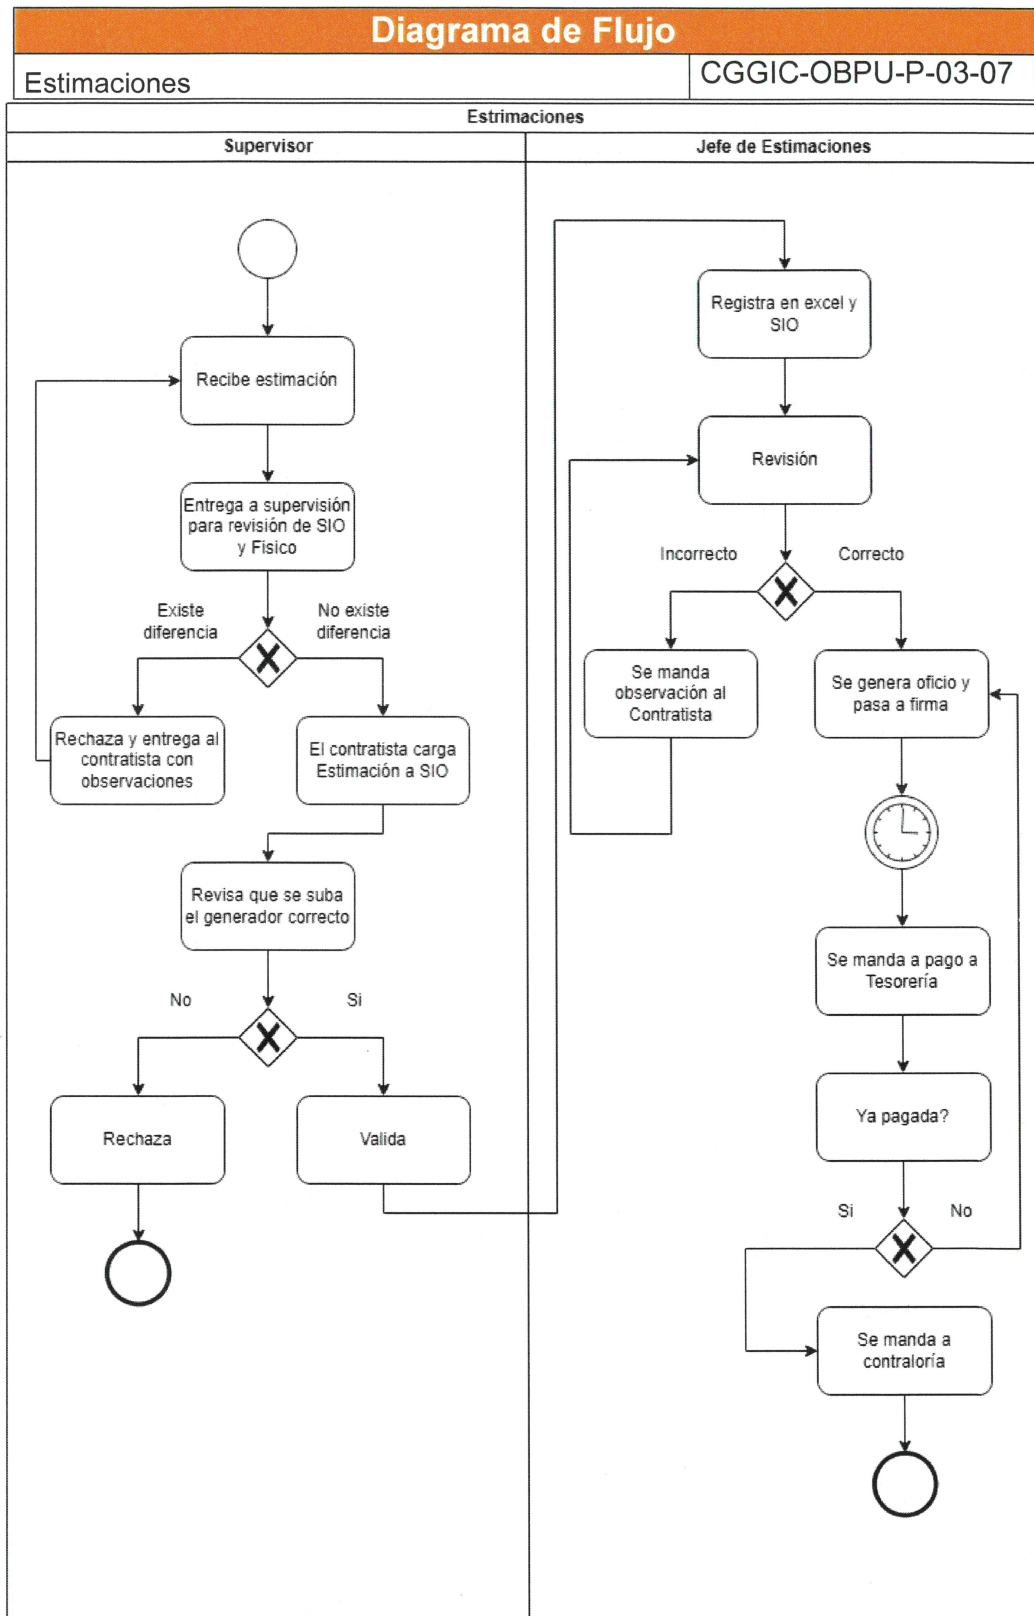 Diagrama de Flujo
Estimaciones
CGGIC-OBPU-P-03-07
Estrimaciones
Supervisor
Jefe de Estimaciones
Recibe estimación
Entrega a supervisión
para revisión de SIO
y Fisico
Existe
diferencia
No existe
diferencia
Rechaza y entrega al
contratista con
observaciones
El contratista carga
Estimación a SIO
Revisa que se suba
el generador correcto
No
Si
Rechaza
Valida
Registra en excel y
SIO
Revisión
Incorrecto
Correcto
Se manda
observación al
Contratista
Se genera oficio y
pasa a firma
Se manda a pago a
Tesorería
Ya pagada?
Si
No
Se manda a
contraloría